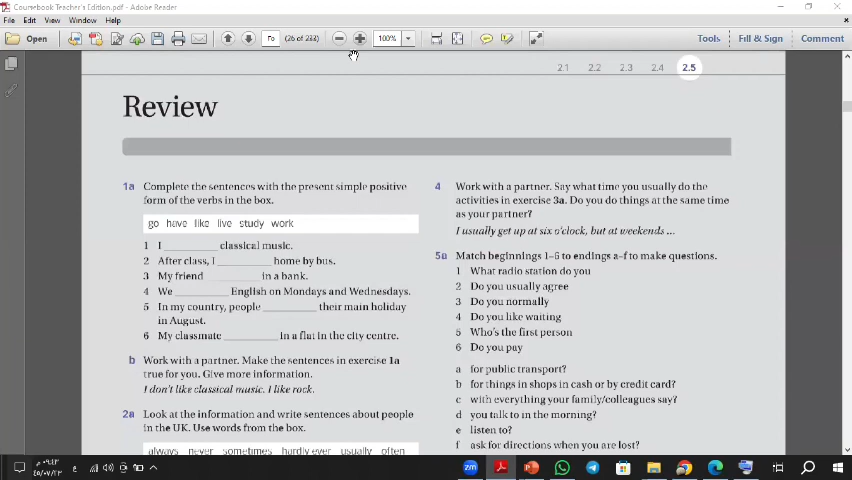 Coursebook Teacher's Edition.pdf - Adobe Reader
File Edit View Window Help
Open
Fo (26 of 232) 100% Tools Fill & Sign Comment
2.1 2.2 2.3 2.4 2.5
Review
1a Complete the sentences with the present simple positive
form of the verbs in the box.
go have like live study work
1 I __________ classical music.
2 After class, I __________ home by bus.
3 My friend __________ in a bank.
4 We __________ English on Mondays and Wednesdays.
5 In my country, people __________ their main holiday
in August.
6 My classmate __________ in a flat in the city centre.
b Work with a partner. Make the sentences in exercise 1a
true for you. Give more information.
I don't like classical music. I like rock.
2a Look at the information and write sentences about people
in the UK. Use words from the box.
always never sometimes hardly ever usually often
4 Work with a partner. Say what time you usually do the
activities in exercise 3a. Do you do things at the same time
as your partner?
I usually get up at six o'clock, but at weekends ...
5a Match beginnings 1–6 to endings a–f to make questions.
1 What radio station do you
2 Do you usually agree
3 Do you normally
4 Do you like waiting
5 Who's the first person
6 Do you pay
a for public transport?
b for things in shops in cash or by credit card?
c with everything your family/colleagues say?
d you talk to in the morning?
e listen to?
f ask for directions when you are lost?
zm